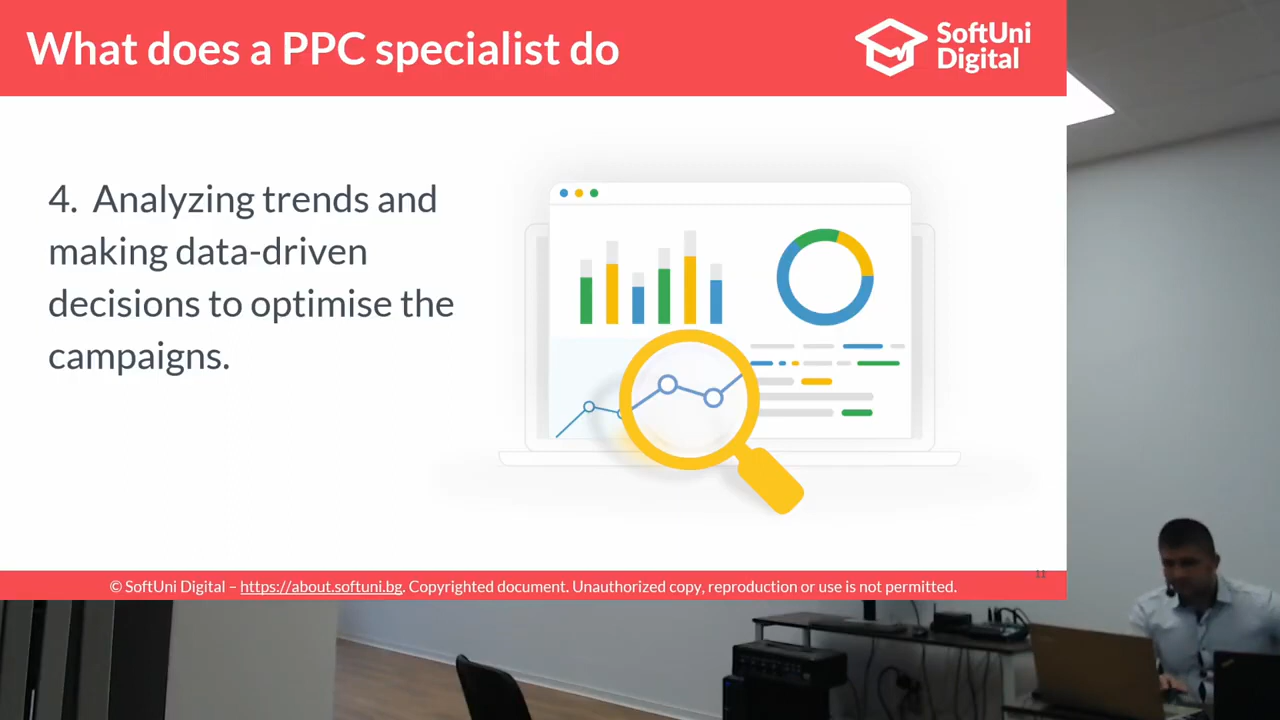 What does a PPC specialist do
SoftUni
Digital
4. Analyzing trends and
making data-driven
decisions to optimise the
campaigns.
11
© SoftUni Digital – https://about.softuni.bg. Copyrighted document. Unauthorized copy, reproduction or use is not permitted.